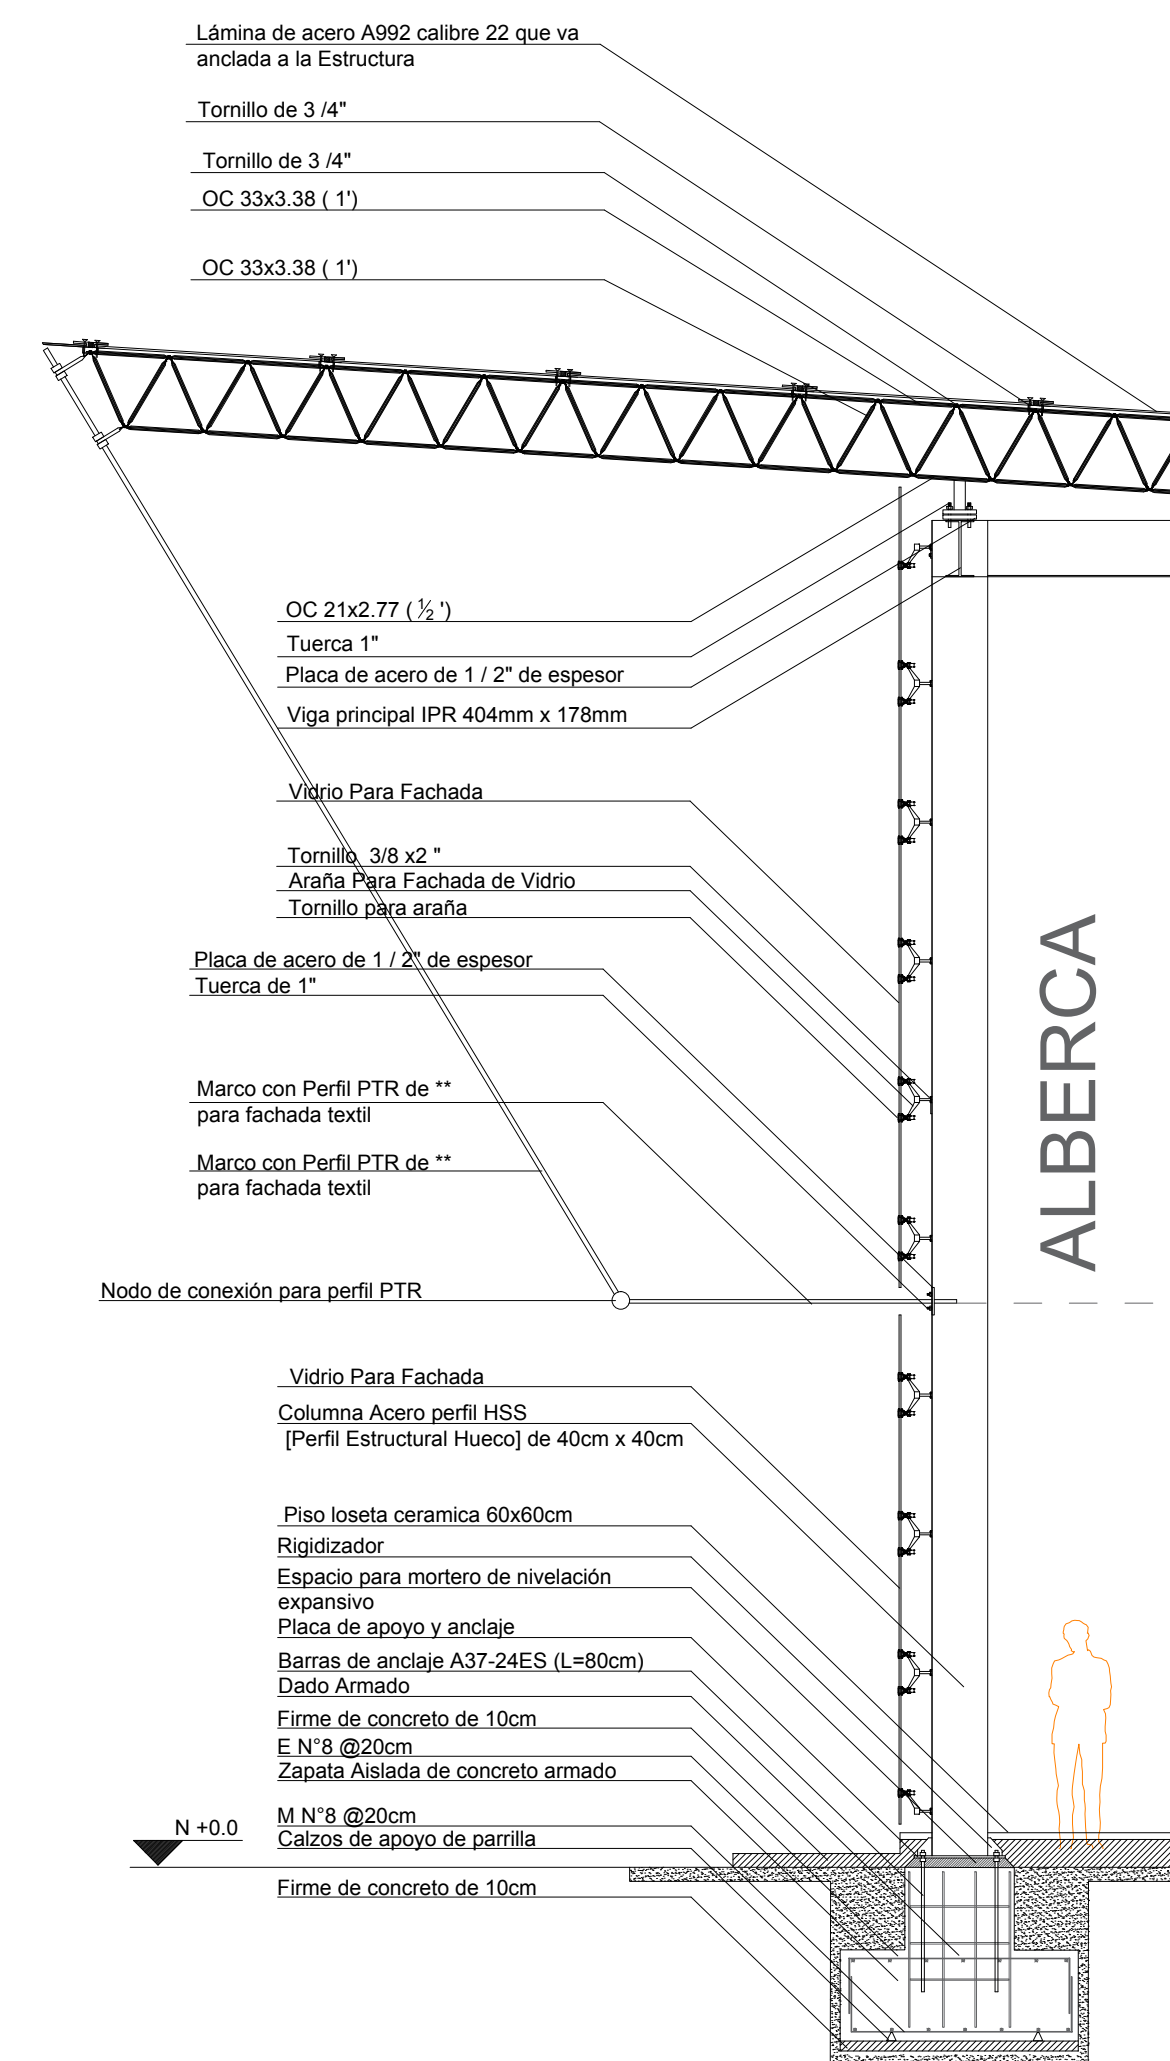 Lámina de acero A992 calibre 22 que va
anclada a la Estructura
Tornillo de 3 /4"
Tornillo de 3 /4"
OC 33x3.38 ( 1')
OC 33x3.38 ( 1')
OC 21x2.77 ( ½ ')
Tuerca 1"
Placa de acero de 1 / 2" de espesor
Viga principal IPR 404mm x 178mm
Vidrio Para Fachada
Tornillo 3/8 x2 "
Araña Para Fachada de Vidrio
Tornillo para araña
Placa de acero de 1 / 2" de espesor
Tuerca de 1"
Marco con Perfil PTR de **
para fachada textil
Marco con Perfil PTR de **
para fachada textil
Nodo de conexión para perfil PTR
ALBERCA
Vidrio Para Fachada
Columna Acero perfil HSS
[Perfil Estructural Hueco] de 40cm x 40cm
Piso loseta ceramica 60x60cm
Rigidizador
Espacio para mortero de nivelación
expansivo
Placa de apoyo y anclaje
Barras de anclaje A37-24ES (L=80cm)
Dado Armado
Firme de concreto de 10cm
E N°8 @20cm
Zapata Aislada de concreto armado
M N°8 @20cm
N +0.0
Calzos de apoyo de parrilla
Firme de concreto de 10cm